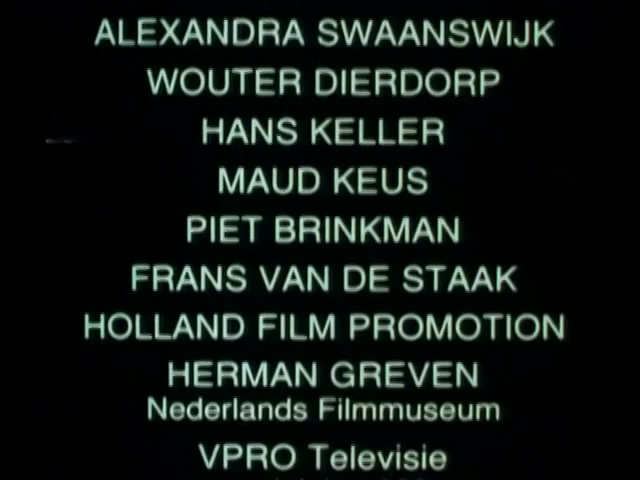 ALEXANDRA SWAANSWIJK
WOUTER DIERDORP
HANS KELLER
MAUD KEUS
PIET BRINKMAN
FRANS VAN DE STAAK
HOLLAND FILM PROMOTION
HERMAN GREVEN
Nederlands Filmmuseum
VPRO Televisie